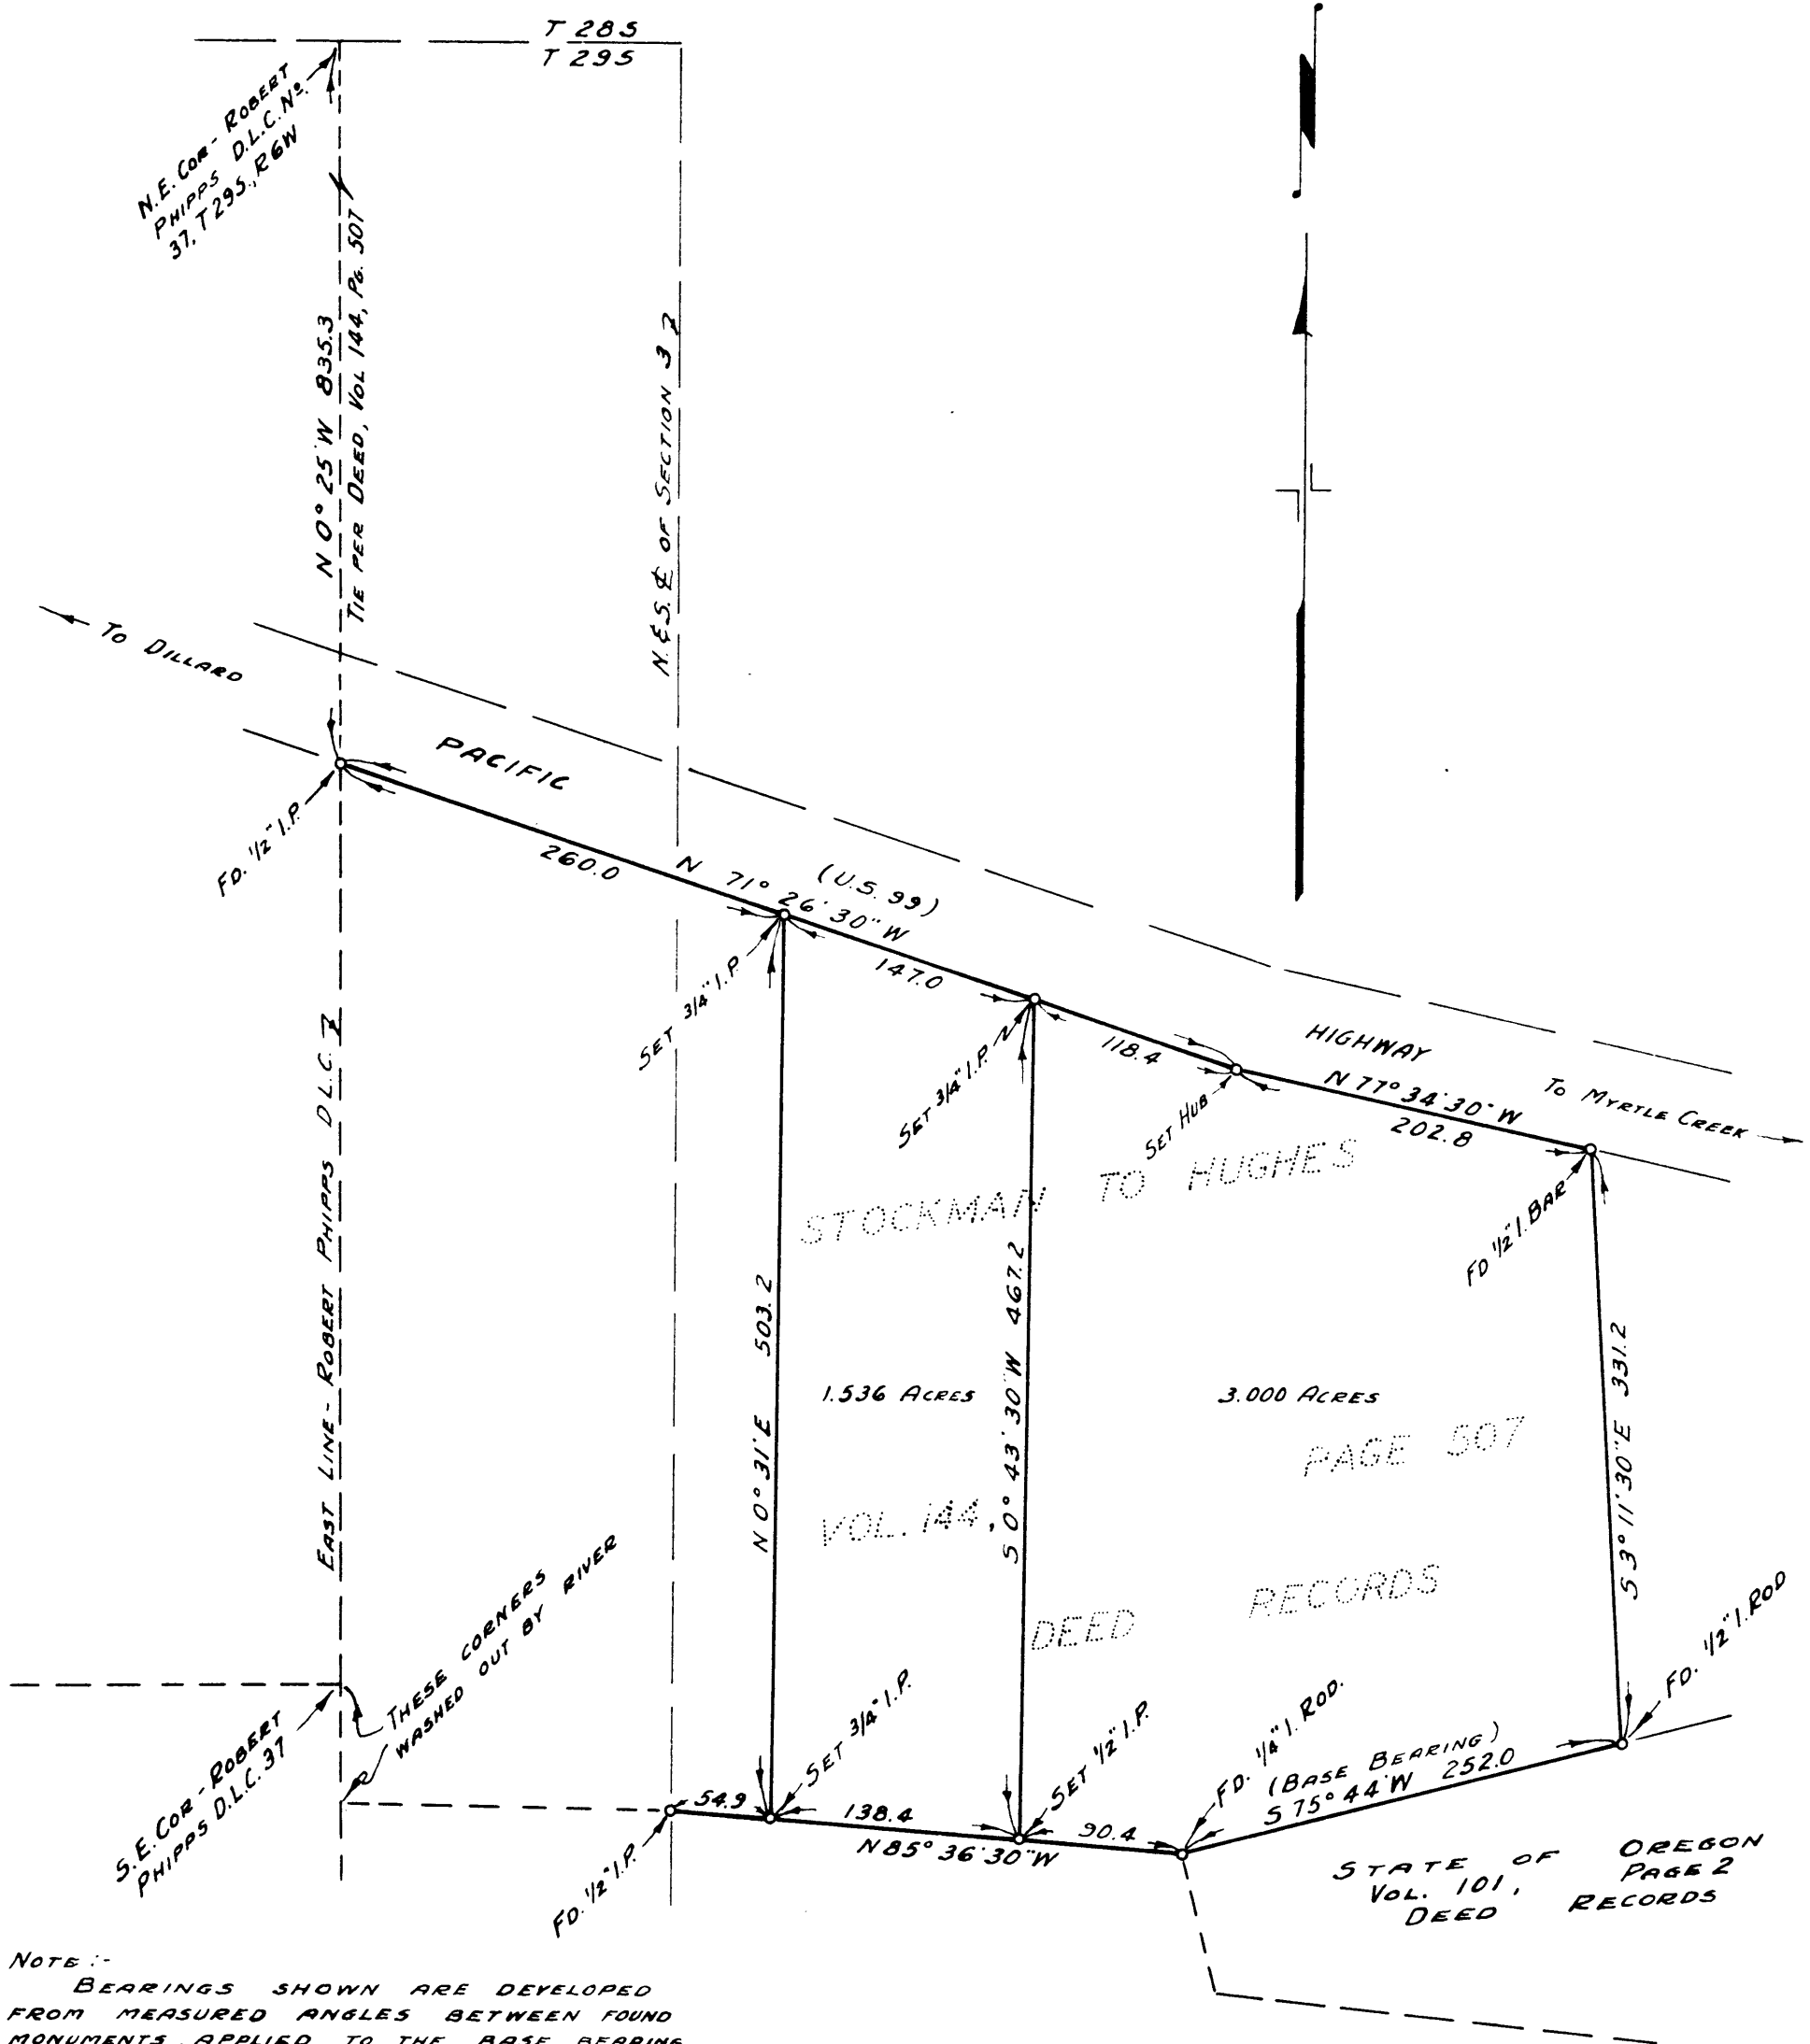 T 28S
T 29S
N.E. COR - ROBERT
PHIPPS D.L.C. Nº
37, T29S., R6W
N 0° 25' W 835.3
TIE PER DEED, VOL 144, PG. 507
N. & S. ℄ OF SECTION 3
TO DILLARD
PACIFIC
(U.S. 99)
HIGHWAY
TO MYRTLE CREEK
FD. 1/2" I.P.
260.0
N 71° 26' 30" W
147.0
118.4
N 77° 34' 30" W
202.8
SET 3/4" I.P.
SET 3/4" I.P.
SET HUB
FD 1/2" I. BAR
STOCKMAN TO HUGHES
EAST LINE - ROBERT PHIPPS D.L.C.
N 0° 31' E 503.2
S 0° 43' 30" W 467.2
S 3° 11' 30" E 331.2
1.536 ACRES
3.000 ACRES
VOL. 144, PAGE 507
DEED RECORDS
THESE CORNERS
WASHED OUT BY RIVER
S.E. COR - ROBERT
PHIPPS D.L.C. 37
FD. 1/2" I.P.
SET 3/4" I.P.
SET 1/2" I.P.
FD. 1/4" I. ROD.
FD. 1/2" I. ROD
54.9
138.4
90.4
N 85° 36' 30" W
(BASE BEARING)
S 75° 44' W 252.0
STATE OF OREGON
VOL. 101, PAGE 2
DEED RECORDS
NOTE :-
BEARINGS SHOWN ARE DEVELOPED
FROM MEASURED ANGLES BETWEEN FOUND
MONUMENTS APPLIED TO THE BASE BEARING